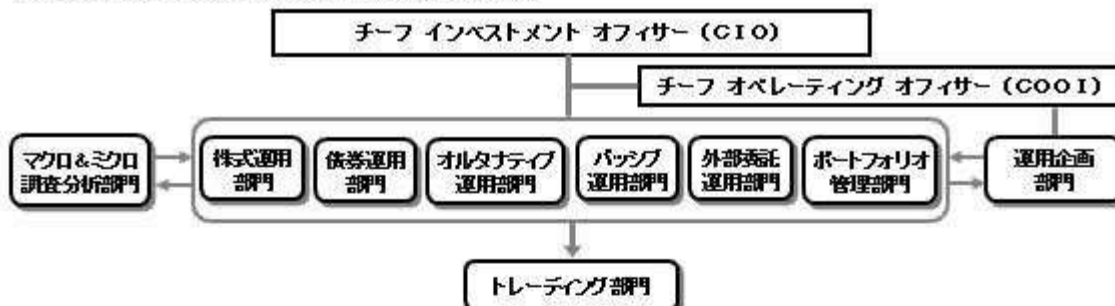 チーフ インベストメント オフィサー (CIO)
チーフ オペレーティング オフィサー (COOI)
マクロ&ミクロ
調査分析部門
株式運用
部門
債券運用
部門
オルタナティブ
運用部門
パッシブ
運用部門
外部委託
運用部門
ポートフォリオ
管理部門
運用企画
部門
トレーディング部門